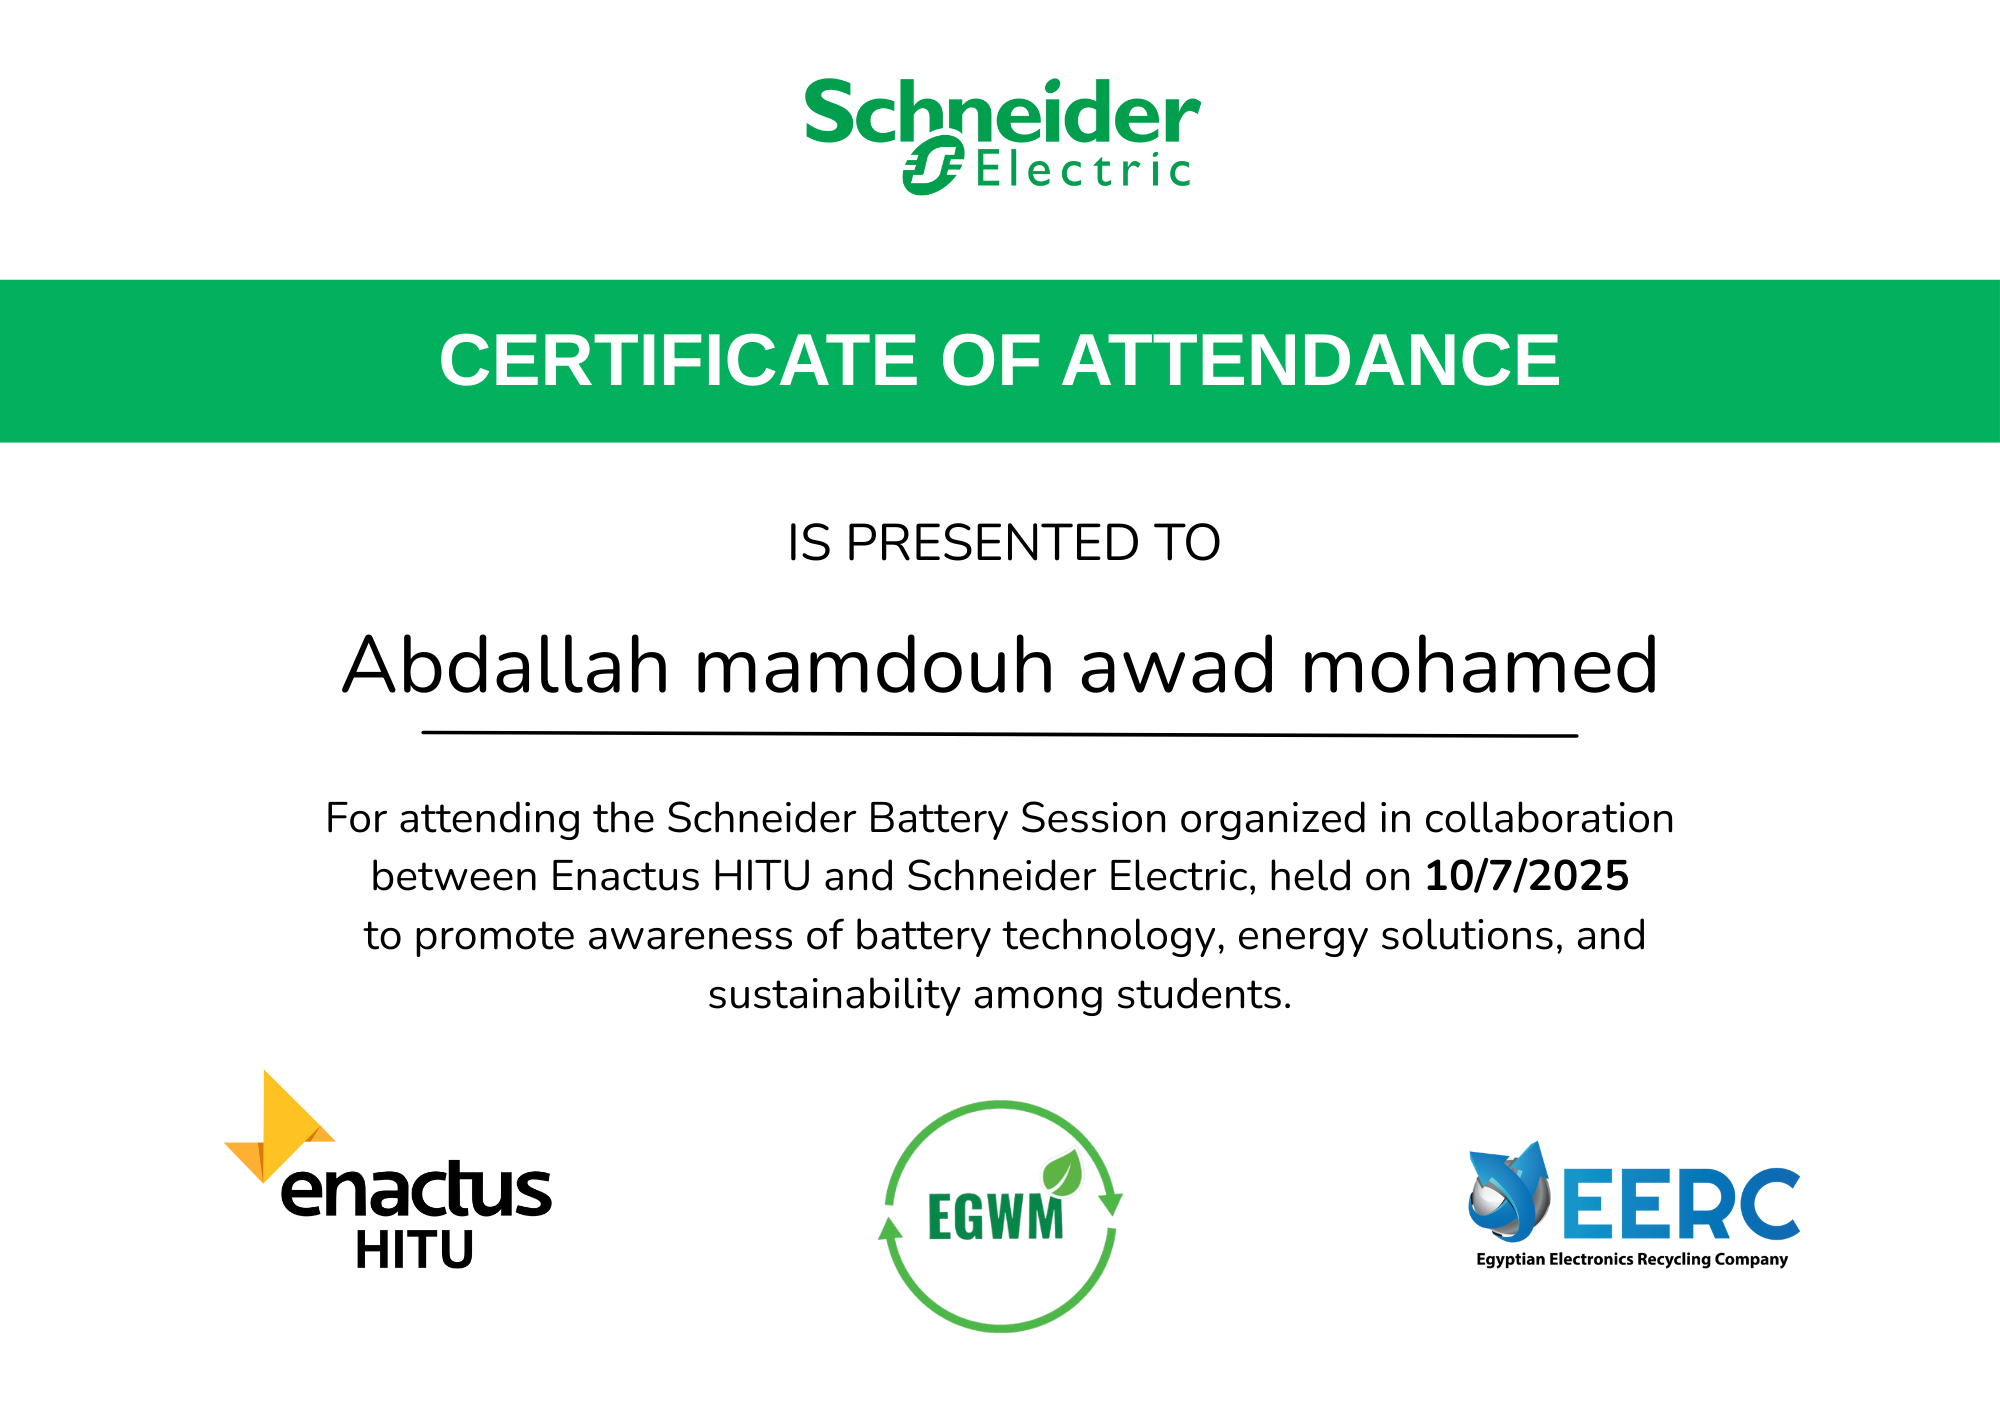 Schneider
Electric
CERTIFICATE OF ATTENDANCE
IS PRESENTED TO
Abdallah mamdouh awad mohamed
For attending the Schneider Battery Session organized in collaboration
between Enactus HITU and Schneider Electric, held on 10/7/2025
to promote awareness of battery technology, energy solutions, and
sustainability among students.
enactus
HITU
EGWM
EERC
Egyptian Electronics Recycling Company